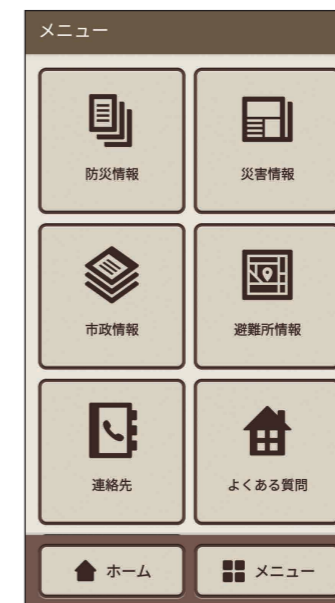 メニュー
防災情報
災害情報
市政情報
避難所情報
連絡先
よくある質問
ホーム
メニュー